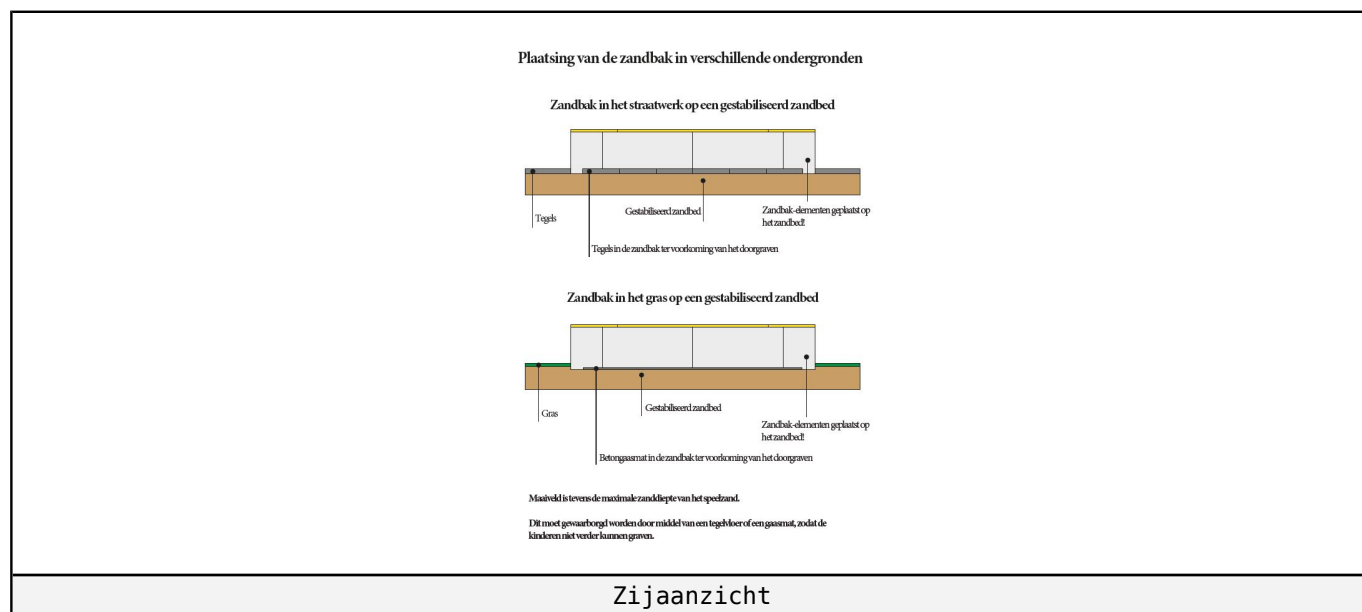 Plaatsing van de zandbak in verschillende ondergronden
Zandbak in het straatwerk op een gestabiliseerd zandbed
Tegels
Gestabiliseerd zandbed
Zandbak-elementen geplaatst op
het zandbed!
Tegels in de zandbak ter voorkoming van het doorgraven
Zandbak in het gras op een gestabiliseerd zandbed
Gras
Gestabiliseerd zandbed
Zandbak-elementen geplaatst op
het zandbed!
Betongaasmat in de zandbak ter voorkoming van het doorgraven
Maaiveld is tevens de maximale zanddiepte van het speelzand.
Dit moet gewaarborgd worden door middel van een tegelvloer of een gaasmat, zodat de
kinderen niet verder kunnen graven.
Zijaanzicht